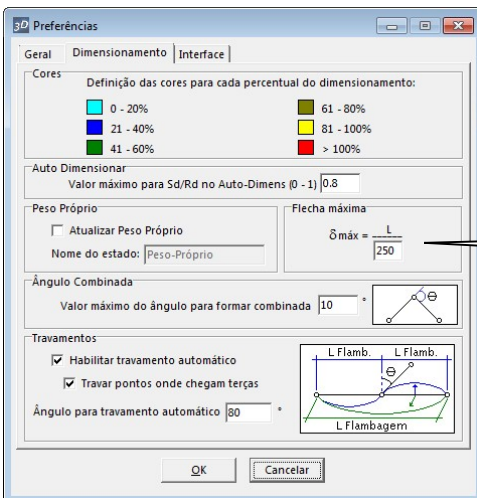 3D Preferências
Geral Dimensionamento Interface
Cores
Definição das cores para cada percentual do dimensionamento:
0 - 20% 61 - 80%
21 - 40% 81 - 100%
41 - 60% > 100%
Auto Dimensionar
Valor máximo para Sd/Rd no Auto-Dimens (0 - 1) 0.8
Peso Próprio Flecha máxima
Atualizar Peso Próprio δ máx = L
250
Nome do estado: Peso-Próprio
Ângulo Combinada
Valor máximo do ângulo para formar combinada 10 ° Θ
Travamentos
Habilitar travamento automático L Flamb. L Flamb.
Travar pontos onde chegam terças Θ
Ângulo para travamento automático 80 °
L Flambagem
OK Cancelar